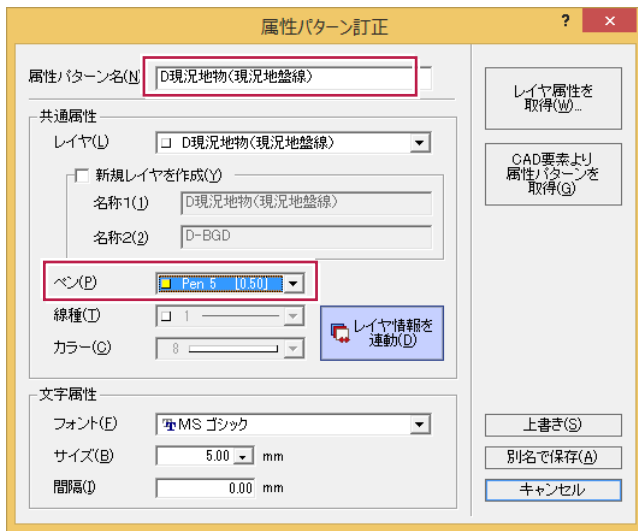 属性パターン訂正
? ×
属性パターン名(N) D現況地物(現況地盤線)
共通属性
レイヤ(L) D現況地物(現況地盤線)
新規レイヤを作成(Y)
名称1(1) D現況地物(現況地盤線)
名称2(2) D-BGD
ペン(P) Pen 5 [0.50]
線種(T) 1
カラー(C) 8
レイヤ情報を
連動(D)
文字属性
フォント(F) MS ゴシック
サイズ(B) 5.00 mm
間隔(I) 0.00 mm
レイヤ属性を
取得(W)...
CAD要素より
属性パターンを
取得(G)
上書き(S)
別名で保存(A)
キャンセル